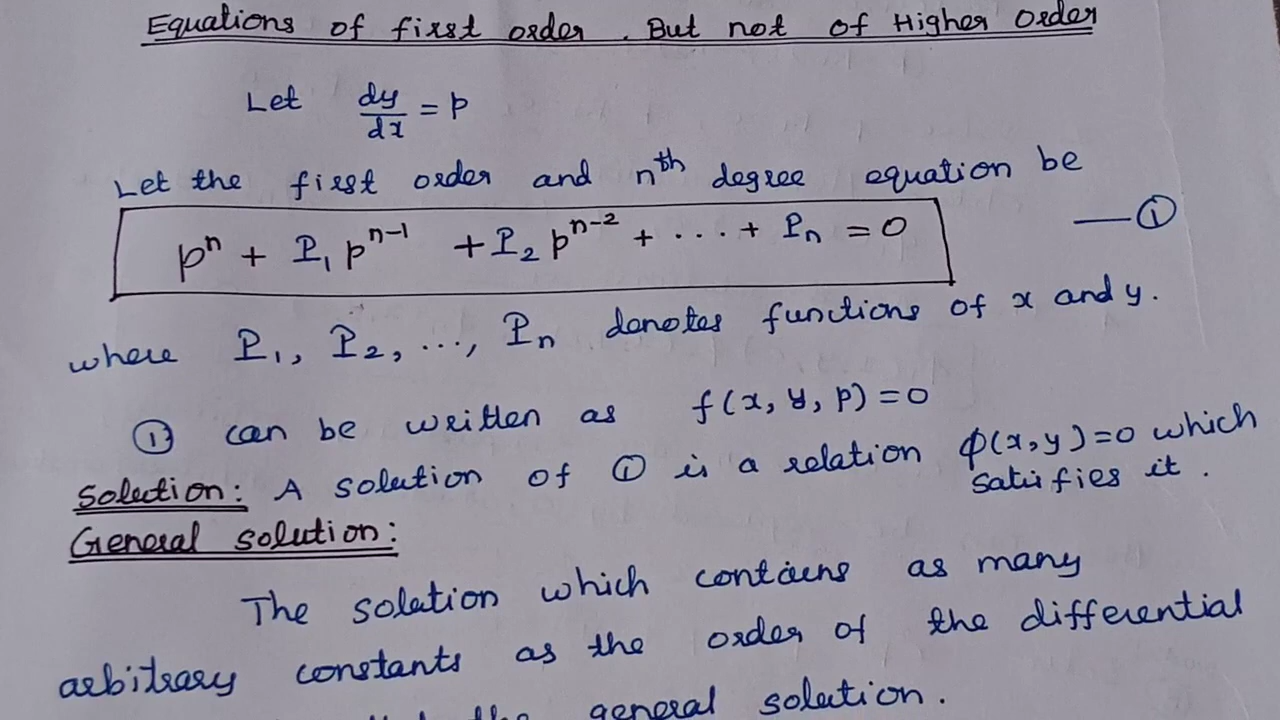 Equations of first order. But not of Higher Order
Let dy/dx = p
Let the first order and nth degree equation be
pⁿ + P₁ pⁿ⁻¹ + P₂ pⁿ⁻² + ... + Pₙ = 0 —①
where P₁, P₂, ..., Pₙ denotes functions of x and y.
① can be written as f(x, y, p) = 0
Solution: A solution of ① is a relation ϕ(x,y)=0 which
satisfies it.
General solution:
The solution which contains as many
arbitrary constants as the order of the differential
the general solution.